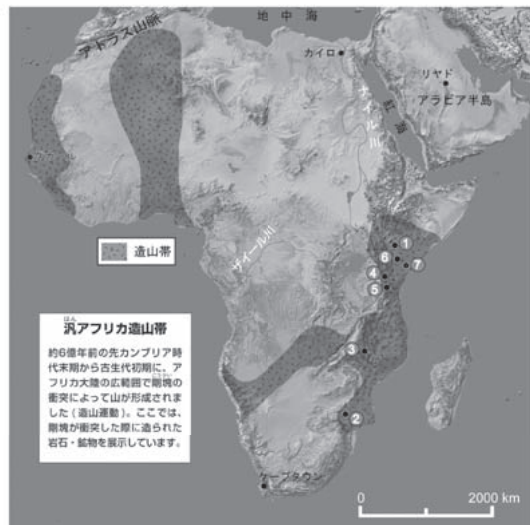 地中海
アトラス山脈
カイロ
リヤド
アラビア半島
ナイル川
紅海
ザイール川
造山帯
1
6
7
4
5
3
2
はん
汎アフリカ造山帯
約6億年前の先カンブリア時
代末期から古生代初期に、ア
フリカ大陸の広範囲で剛塊の
衝突によって山が形成されま
した(造山運動)。ここでは、
剛塊が衝突した際に造られた
岩石・鉱物を展示しています。
ケープタウン
0 2000 km